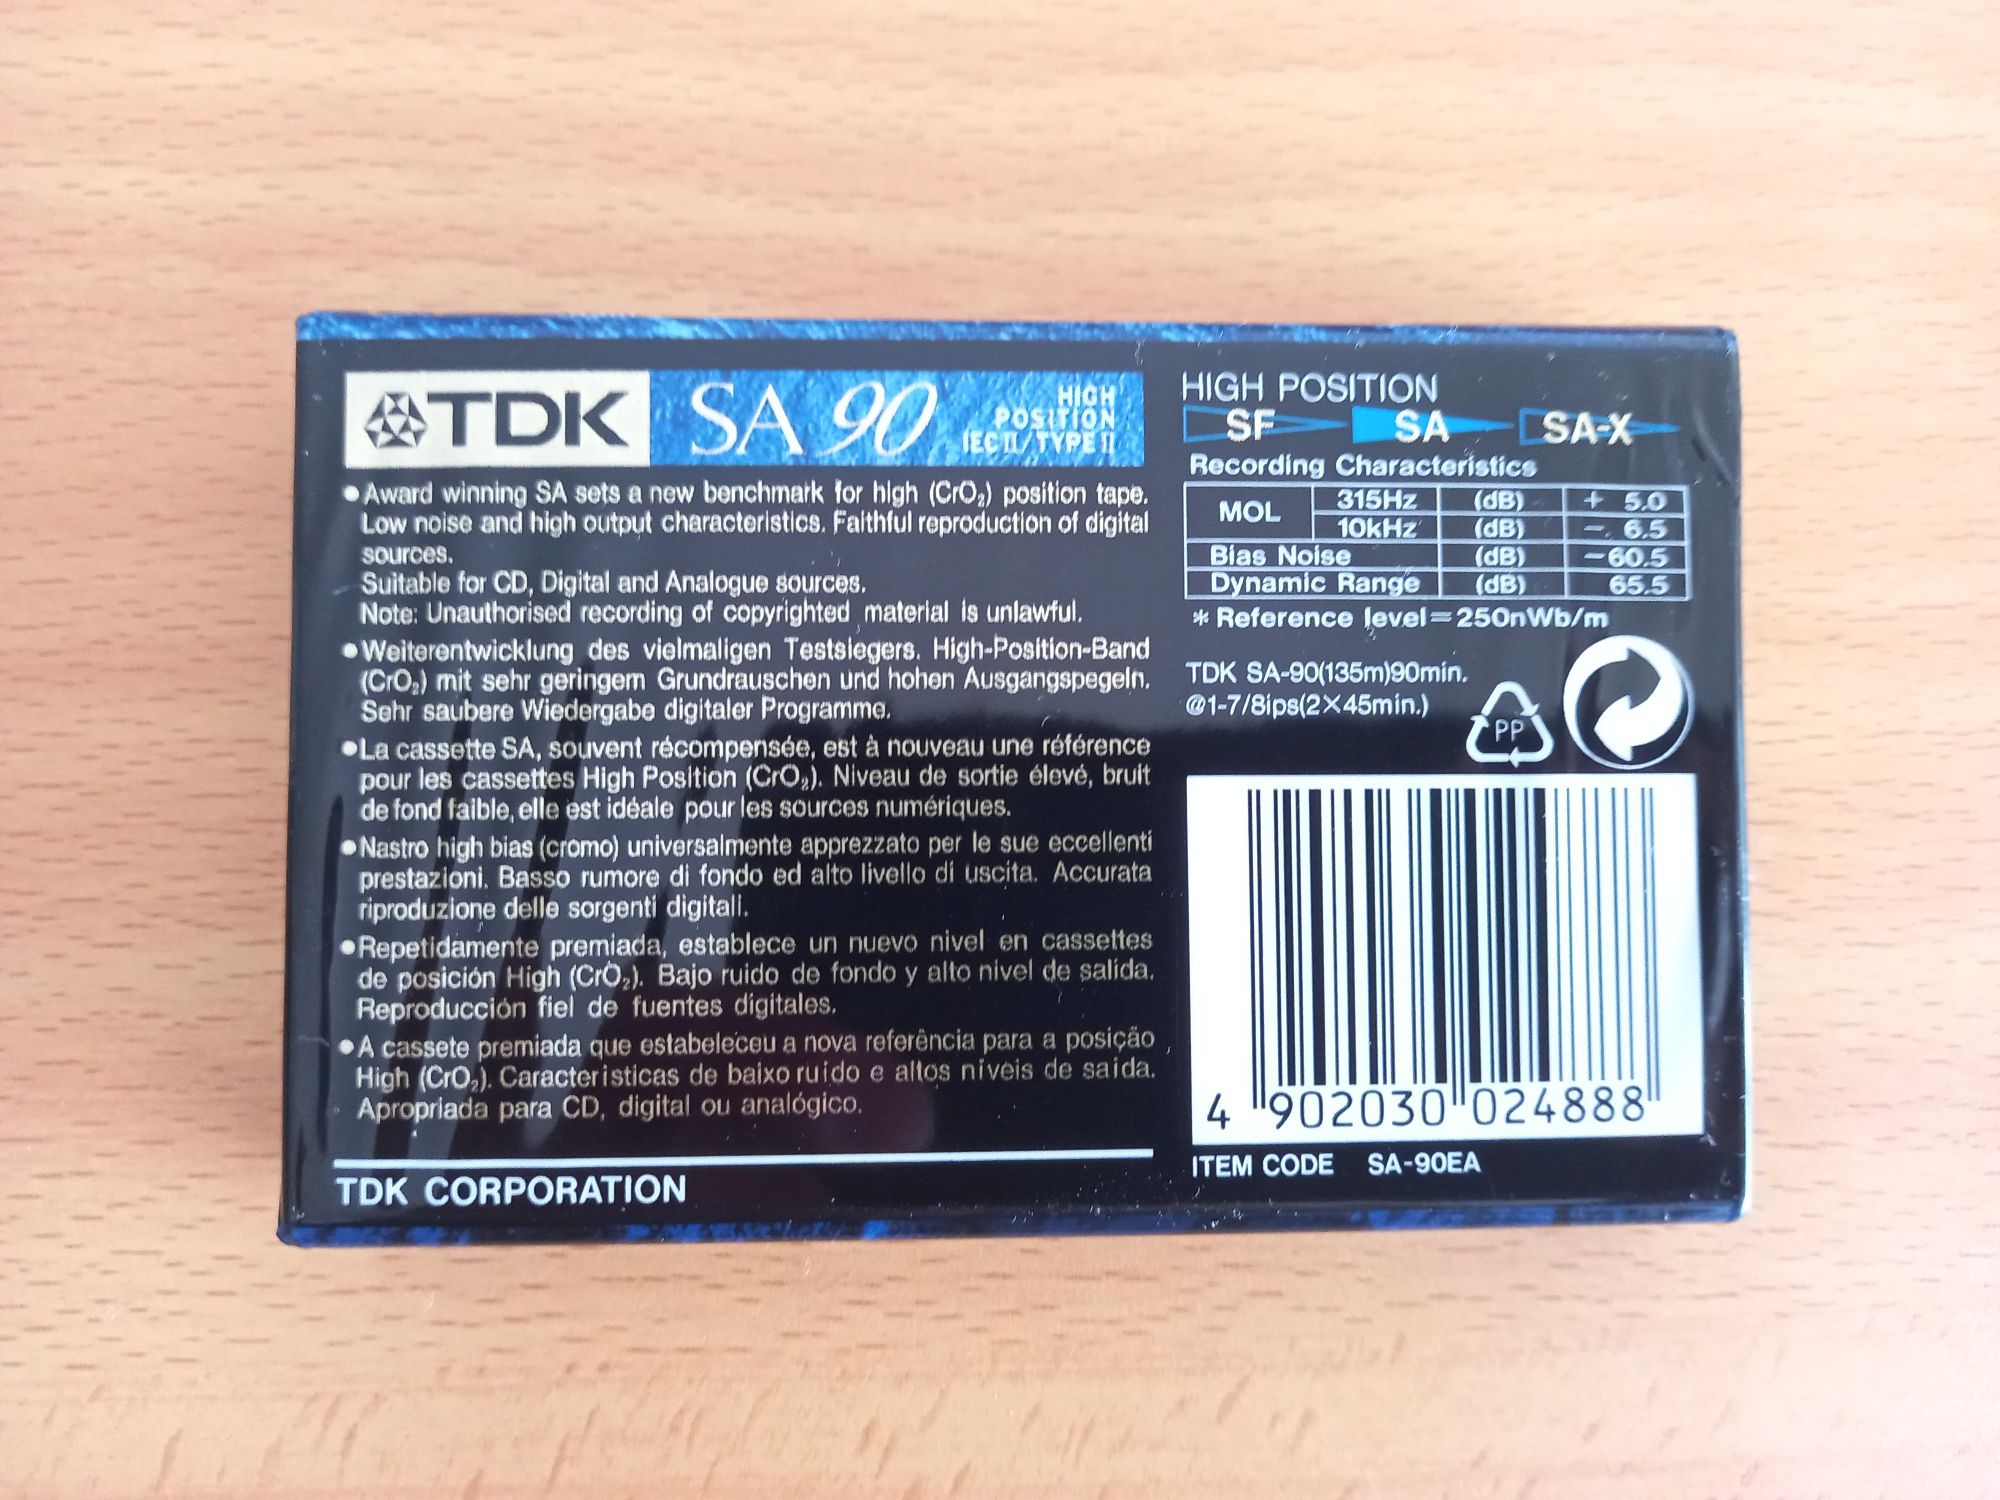 TDK SA 90 HIGH
POSITION
IEC II/TYPE II
●Award winning SA sets a new benchmark for high (CrO₂) position tape.
Low noise and high output characteristics. Faithful reproduction of digital
sources.
Suitable for CD, Digital and Analogue sources.
Note: Unauthorised recording of copyrighted material is unlawful.
●Weiterentwicklung des vielmaligen Testsiegers. High-Position-Band
(CrO₂) mit sehr geringem Grundrauschen und hohen Ausgangspegeln.
Sehr saubere Wiedergabe digitaler Programme.
●La cassette SA, souvent récompensée, est à nouveau une référence
pour les cassettes High Position (CrO₂). Niveau de sortie élevé, bruit
de fond faible, elle est idéale pour les sources numériques.
●Nastro high bias (cromo) universalmente apprezzato per le sue eccellenti
prestazioni. Basso rumore di fondo ed alto livello di uscita. Accurata
riproduzione delle sorgenti digitali.
●Repetidamente premiada, establece un nuevo nivel en cassettes
de posición High (CrO₂). Bajo ruido de fondo y alto nivel de salida.
Reproducción fiel de fuentes digitales.
●A cassete premiada que estabeleceu a nova referência para a posição
High (CrO₂). Características de baixo ruído e altos níveis de saída.
Apropriada para CD, digital ou analógico.
TDK CORPORATION
HIGH POSITION
SF SA SA-X
Recording Characteristics
MOL 315Hz (dB) + 5.0
10kHz (dB) - 6.5
Bias Noise (dB) -60.5
Dynamic Range (dB) 65.5
* Reference level=250nWb/m
TDK SA-90(135m)90min.
@1-7/8ips(2×45min.)
PP
4 902030 024888
ITEM CODE SA-90EA